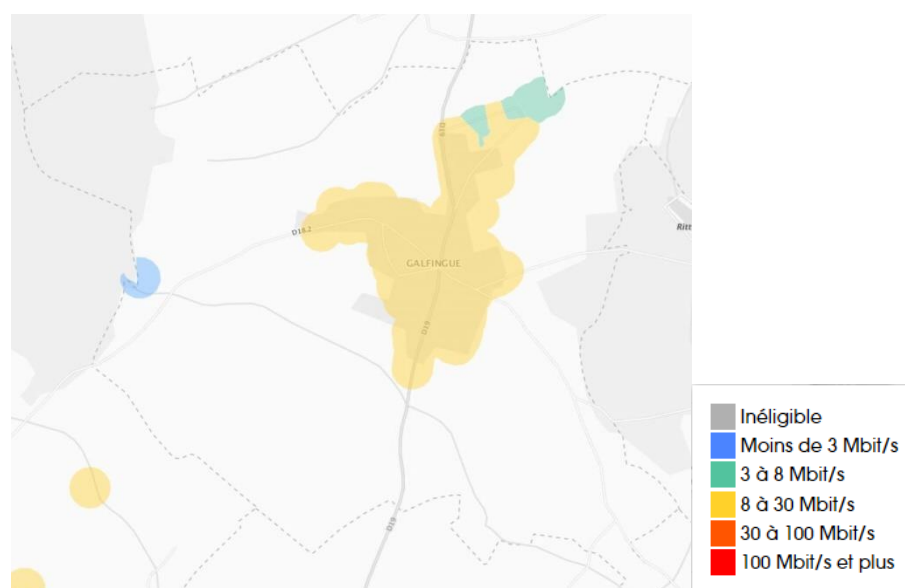 D19
D18.2
Ritt
GALFINGUE
D19
D19
Inéligible
Moins de 3 Mbit/s
3 à 8 Mbit/s
8 à 30 Mbit/s
30 à 100 Mbit/s
100 Mbit/s et plus